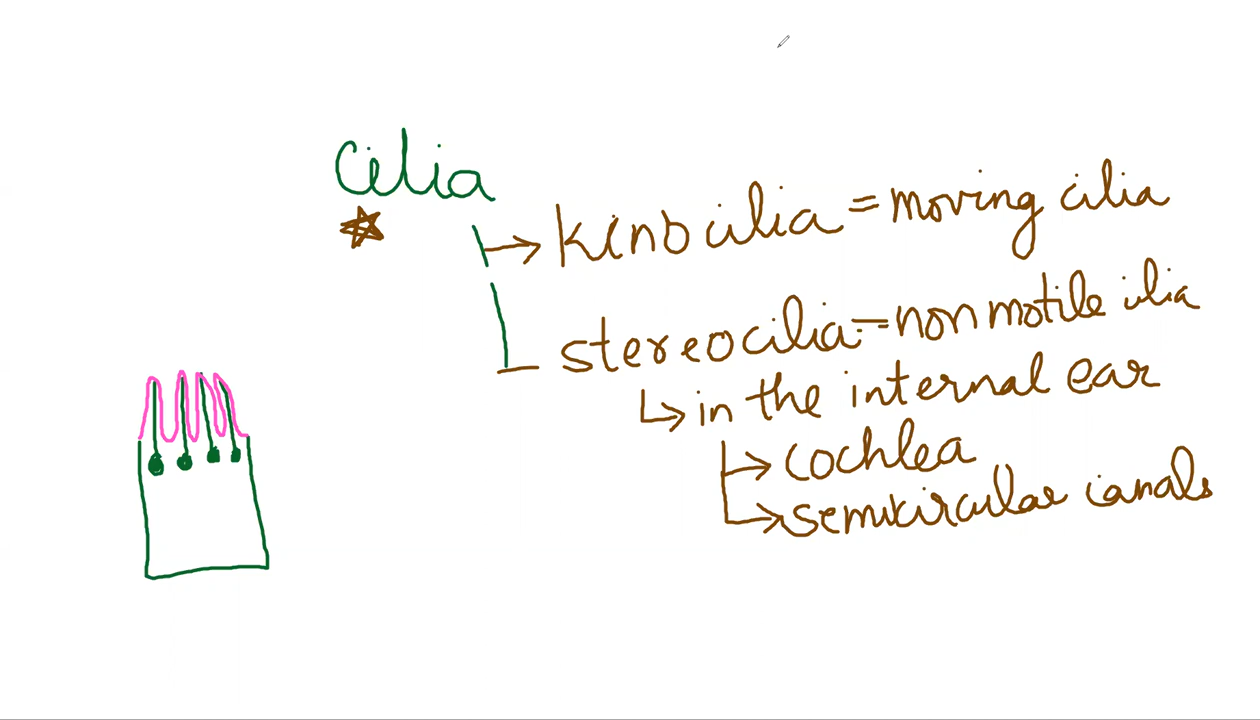 Cilia
Kinocilia = moving cilia
stereocilia = non motile cilia
in the internal ear
cochlea
semicircular canals